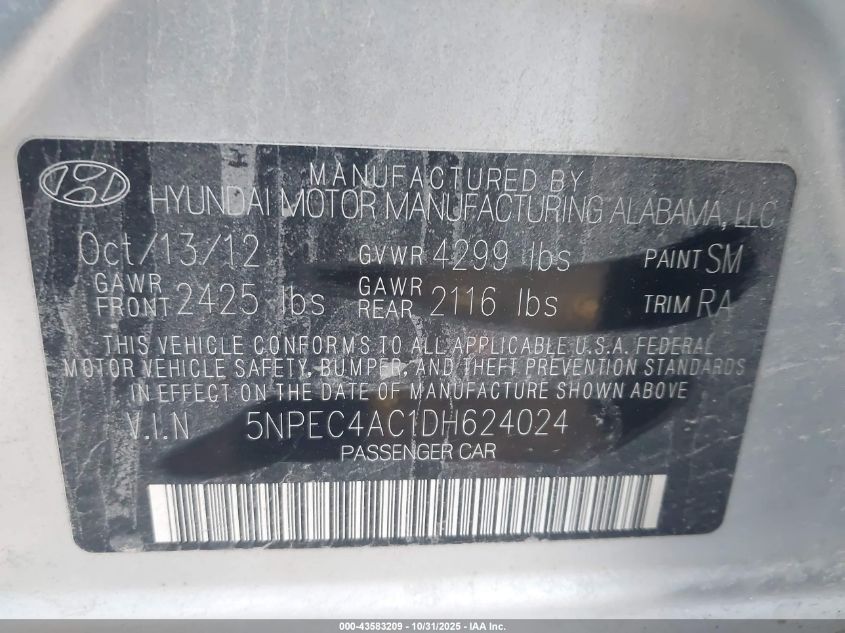 MANUFACTURED BY
HYUNDAI MOTOR MANUFACTURING ALABAMA, LLC
Oct/13/12 GVWR 4299 lbs PAINT SM
GAWR FRONT 2425 lbs GAWR REAR 2116 lbs TRIM RA
THIS VEHICLE CONFORMS TO ALL APPLICABLE U.S.A. FEDERAL
MOTOR VEHICLE SAFETY, BUMPER, AND THEFT PREVENTION STANDARDS
IN EFFECT ON THE DATE OF MANUFACTURE SHOWN ABOVE
V.I.N 5NPEC4AC1DH624024
PASSENGER CAR
000-43583209 - 10/31/2025 - IAA Inc.